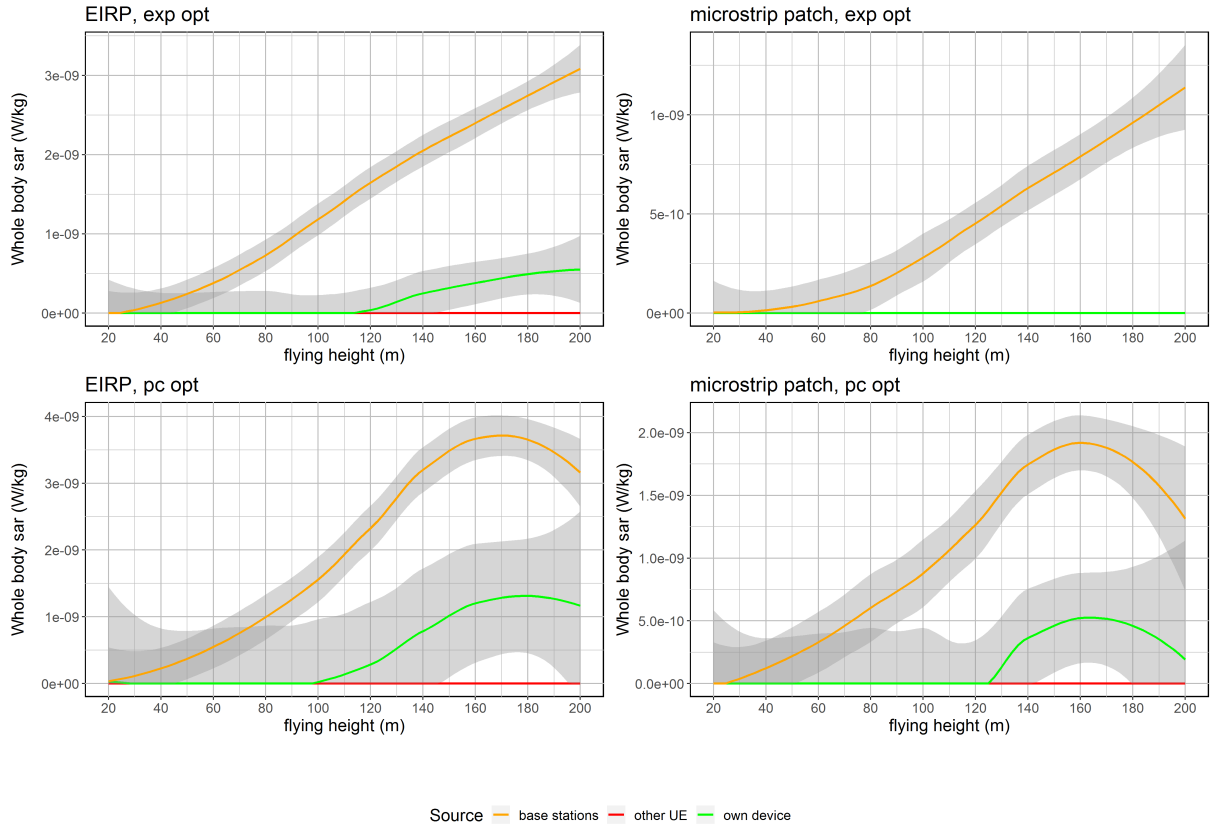 EIRP, exp opt
Whole body sar (W/kg)
3e-09
2e-09
1e-09
0e+00
20 40 60 80 100 120 140 160 180 200
flying height (m)
microstrip patch, exp opt
Whole body sar (W/kg)
1e-09
5e-10
0e+00
20 40 60 80 100 120 140 160 180 200
flying height (m)
EIRP, pc opt
Whole body sar (W/kg)
4e-09
3e-09
2e-09
1e-09
0e+00
20 40 60 80 100 120 140 160 180 200
flying height (m)
microstrip patch, pc opt
Whole body sar (W/kg)
2.0e-09
1.5e-09
1.0e-09
5.0e-10
0.0e+00
20 40 60 80 100 120 140 160 180 200
flying height (m)
Source base stations other UE own device